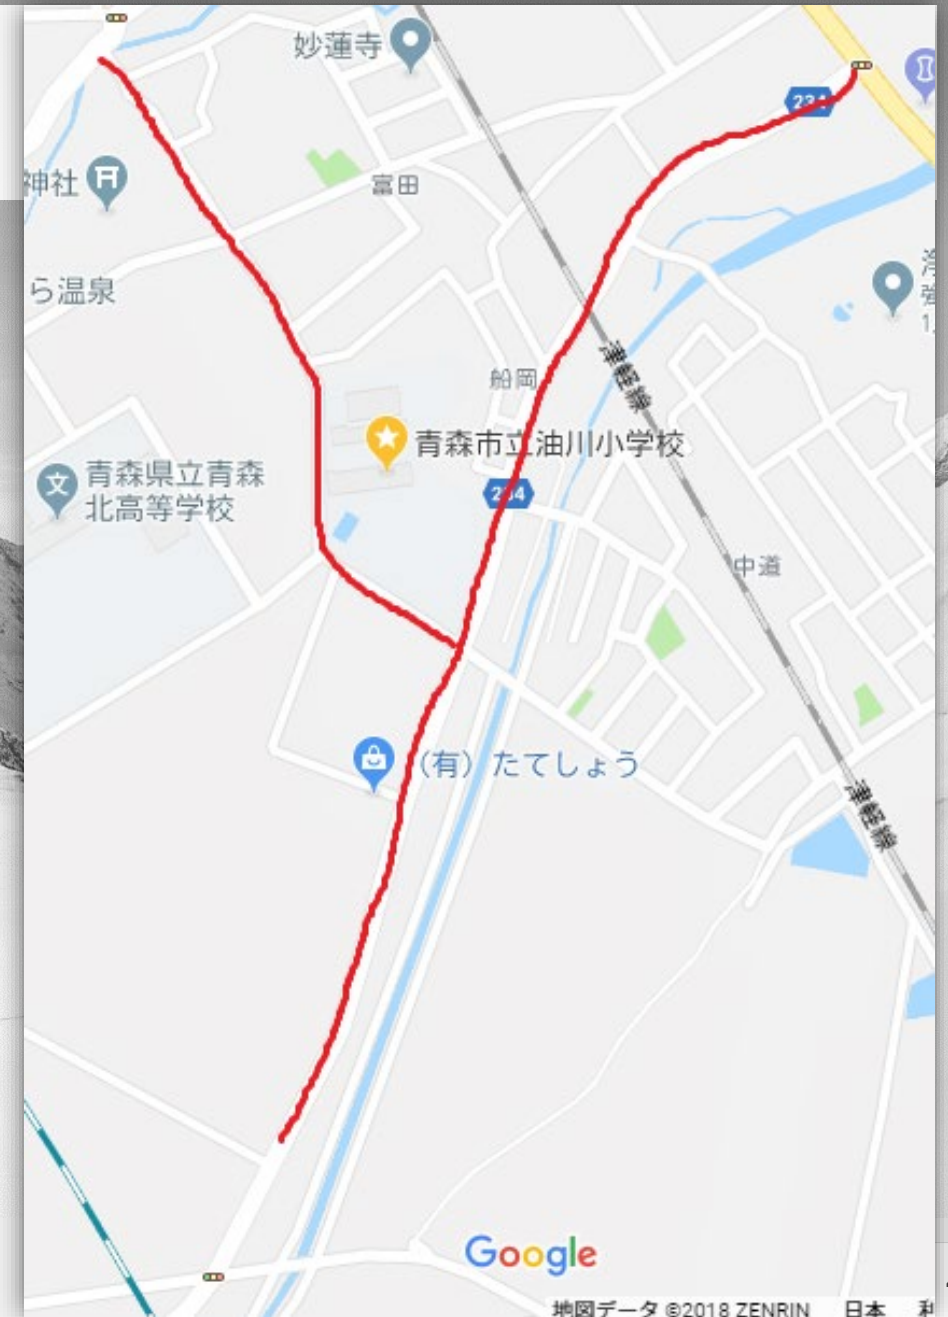 妙蓮寺
234
神社
富田
ら温泉
津軽線
船岡
青森市立油川小学校
青森県立青森
北高等学校
234
中道
(有)たてしょう
津軽線
Google
地図データ ©2018 ZENRIN 日本